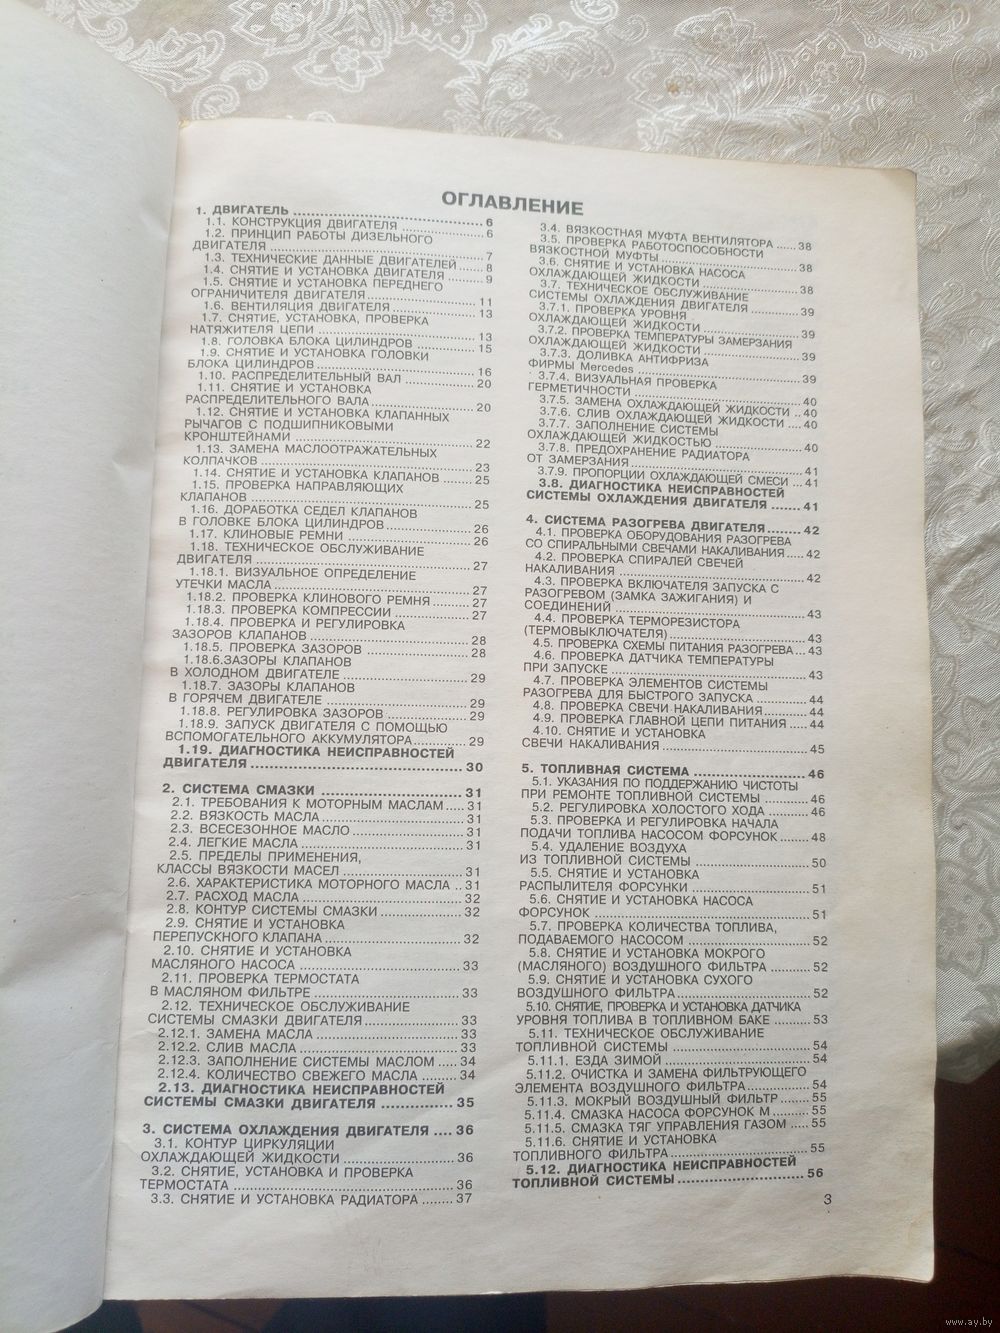 ОГЛАВЛЕНИЕ
1. ДВИГАТЕЛЬ ........ 6
1.1. КОНСТРУКЦИЯ ДВИГАТЕЛЯ ........ 6
1.2. ПРИНЦИП РАБОТЫ ДИЗЕЛЬНОГО
ДВИГАТЕЛЯ ........ 7
1.3. ТЕХНИЧЕСКИЕ ДАННЫЕ ДВИГАТЕЛЕЙ ........ 8
1.4. СНЯТИЕ И УСТАНОВКА ДВИГАТЕЛЯ ........ 9
1.5. СНЯТИЕ И УСТАНОВКА ПЕРЕДНЕГО
ОГРАНИЧИТЕЛЯ ДВИГАТЕЛЯ ........ 11
1.6. ВЕНТИЛЯЦИЯ ДВИГАТЕЛЯ ........ 13
1.7. СНЯТИЕ, УСТАНОВКА, ПРОВЕРКА
НАТЯЖИТЕЛЯ ЦЕПИ ........ 13
1.8. ГОЛОВКА БЛОКА ЦИЛИНДРОВ ........ 15
1.9. СНЯТИЕ И УСТАНОВКА ГОЛОВКИ
БЛОКА ЦИЛИНДРОВ ........ 16
1.10. РАСПРЕДЕЛИТЕЛЬНЫЙ ВАЛ ........ 20
1.11. СНЯТИЕ И УСТАНОВКА
РАСПРЕДЕЛИТЕЛЬНОГО ВАЛА ........ 20
1.12. СНЯТИЕ И УСТАНОВКА КЛАПАННЫХ
РЫЧАГОВ С ПОДШИПНИКОВЫМИ
КРОНШТЕЙНАМИ ........ 22
1.13. ЗАМЕНА МАСЛООТРАЖАТЕЛЬНЫХ
КОЛПАЧКОВ ........ 23
1.14. СНЯТИЕ И УСТАНОВКА КЛАПАНОВ ........ 25
1.15. ПРОВЕРКА НАПРАВЛЯЮЩИХ
КЛАПАНОВ ........ 25
1.16. ДОРАБОТКА СЕДЕЛ КЛАПАНОВ
В ГОЛОВКЕ БЛОКА ЦИЛИНДРОВ ........ 26
1.17. КЛИНОВЫЕ РЕМНИ ........ 26
1.18. ТЕХНИЧЕСКОЕ ОБСЛУЖИВАНИЕ
ДВИГАТЕЛЯ ........ 27
1.18.1. ВИЗУАЛЬНОЕ ОПРЕДЕЛЕНИЕ
УТЕЧКИ МАСЛА ........ 27
1.18.2. ПРОВЕРКА КЛИНОВОГО РЕМНЯ ........ 27
1.18.3. ПРОВЕРКА КОМПРЕССИИ ........ 27
1.18.4. ПРОВЕРКА И РЕГУЛИРОВКА
ЗАЗОРОВ КЛАПАНОВ ........ 28
1.18.5. ПРОВЕРКА ЗАЗОРОВ ........ 28
1.18.6.ЗАЗОРЫ КЛАПАНОВ
В ХОЛОДНОМ ДВИГАТЕЛЕ ........ 29
1.18.7. ЗАЗОРЫ КЛАПАНОВ
В ГОРЯЧЕМ ДВИГАТЕЛЕ ........ 29
1.18.8. РЕГУЛИРОВКА ЗАЗОРОВ ........ 29
1.18.9. ЗАПУСК ДВИГАТЕЛЯ С ПОМОЩЬЮ
ВСПОМОГАТЕЛЬНОГО АККУМУЛЯТОРА ........ 29
1.19. ДИАГНОСТИКА НЕИСПРАВНОСТЕЙ
ДВИГАТЕЛЯ ........ 30
2. СИСТЕМА СМАЗКИ ........ 31
2.1. ТРЕБОВАНИЯ К МОТОРНЫМ МАСЛАМ ..... 31
2.2. ВЯЗКОСТЬ МАСЛА ........ 31
2.3. ВСЕСЕЗОННОЕ МАСЛО ........ 31
2.4. ЛЕГКИЕ МАСЛА ........ 31
2.5. ПРЕДЕЛЫ ПРИМЕНЕНИЯ,
КЛАССЫ ВЯЗКОСТИ МАСЕЛ ........ 31
2.6. ХАРАКТЕРИСТИКА МОТОРНОГО МАСЛА .. 31
2.7. РАСХОД МАСЛА ........ 32
2.8. КОНТУР СИСТЕМЫ СМАЗКИ ........ 32
2.9. СНЯТИЕ И УСТАНОВКА
ПЕРЕПУСКНОГО КЛАПАНА ........ 32
2.10. СНЯТИЕ И УСТАНОВКА
МАСЛЯНОГО НАСОСА ........ 33
2.11. ПРОВЕРКА ТЕРМОСТАТА
В МАСЛЯНОМ ФИЛЬТРЕ ........ 33
2.12. ТЕХНИЧЕСКОЕ ОБСЛУЖИВАНИЕ
СИСТЕМЫ СМАЗКИ ДВИГАТЕЛЯ ........ 33
2.12.1. ЗАМЕНА МАСЛА ........ 33
2.12.2. СЛИВ МАСЛА ........ 33
2.12.3. ЗАПОЛНЕНИЕ СИСТЕМЫ МАСЛОМ ..... 34
2.12.4. КОЛИЧЕСТВО СВЕЖЕГО МАСЛА ........ 34
2.13. ДИАГНОСТИКА НЕИСПРАВНОСТЕЙ
СИСТЕМЫ СМАЗКИ ДВИГАТЕЛЯ ........ 35
3. СИСТЕМА ОХЛАЖДЕНИЯ ДВИГАТЕЛЯ .... 36
3.1. КОНТУР ЦИРКУЛЯЦИИ
ОХЛАЖДАЮЩЕЙ ЖИДКОСТИ ........ 36
3.2. СНЯТИЕ, УСТАНОВКА И ПРОВЕРКА
ТЕРМОСТАТА ........ 36
3.3. СНЯТИЕ И УСТАНОВКА РАДИАТОРА ........ 37
3.4. ВЯЗКОСТНАЯ МУФТА ВЕНТИЛЯТОРА ..... 38
3.5. ПРОВЕРКА РАБОТОСПОСОБНОСТИ
ВЯЗКОСТНОЙ МУФТЫ ........ 38
3.6. СНЯТИЕ И УСТАНОВКА НАСОСА
ОХЛАЖДАЮЩЕЙ ЖИДКОСТИ ........ 38
3.7. ТЕХНИЧЕСКОЕ ОБСЛУЖИВАНИЕ
СИСТЕМЫ ОХЛАЖДЕНИЯ ДВИГАТЕЛЯ ........ 39
3.7.1. ПРОВЕРКА УРОВНЯ
ОХЛАЖДАЮЩЕЙ ЖИДКОСТИ ........ 39
3.7.2. ПРОВЕРКА ТЕМПЕРАТУРЫ ЗАМЕРЗАНИЯ
ОХЛАЖДАЮЩЕЙ ЖИДКОСТИ ........ 39
3.7.3. ДОЛИВКА АНТИФРИЗА
ФИРМЫ Mercedes ........ 39
3.7.4. ВИЗУАЛЬНАЯ ПРОВЕРКА
ГЕРМЕТИЧНОСТИ ........ 40
3.7.5. ЗАМЕНА ОХЛАЖДАЮЩЕЙ ЖИДКОСТИ .. 40
3.7.6. СЛИВ ОХЛАЖДАЮЩЕЙ ЖИДКОСТИ .... 40
3.7.7. ЗАПОЛНЕНИЕ СИСТЕМЫ
ОХЛАЖДАЮЩЕЙ ЖИДКОСТЬЮ ........ 40
3.7.8. ПРЕДОХРАНЕНИЕ РАДИАТОРА
ОТ ЗАМЕРЗАНИЯ ........ 41
3.7.9. ПРОПОРЦИИ ОХЛАЖДАЮЩЕЙ СМЕСИ ... 41
3.8. ДИАГНОСТИКА НЕИСПРАВНОСТЕЙ
СИСТЕМЫ ОХЛАЖДЕНИЯ ДВИГАТЕЛЯ ........ 41
4. СИСТЕМА РАЗОГРЕВА ДВИГАТЕЛЯ ........ 42
4.1. ПРОВЕРКА ОБОРУДОВАНИЯ РАЗОГРЕВА
СО СПИРАЛЬНЫМИ СВЕЧАМИ НАКАЛИВАНИЯ ..... 42
4.2. ПРОВЕРКА СПИРАЛЕЙ СВЕЧЕЙ
НАКАЛИВАНИЯ ........ 42
4.3. ПРОВЕРКА ВКЛЮЧАТЕЛЯ ЗАПУСКА С
РАЗОГРЕВОМ (ЗАМКА ЗАЖИГАНИЯ) И
СОЕДИНЕНИЙ ........ 43
4.4. ПРОВЕРКА ТЕРМОРЕЗИСТОРА
(ТЕРМОВЫКЛЮЧАТЕЛЯ) ........ 43
4.5. ПРОВЕРКА СХЕМЫ ПИТАНИЯ РАЗОГРЕВА ... 43
4.6. ПРОВЕРКА ДАТЧИКА ТЕМПЕРАТУРЫ
ПРИ ЗАПУСКЕ ........ 43
4.7. ПРОВЕРКА ЭЛЕМЕНТОВ СИСТЕМЫ
РАЗОГРЕВА ДЛЯ БЫСТРОГО ЗАПУСКА ........ 44
4.8. ПРОВЕРКА СВЕЧИ НАКАЛИВАНИЯ ........ 44
4.9. ПРОВЕРКА ГЛАВНОЙ ЦЕПИ ПИТАНИЯ .... 44
4.10. СНЯТИЕ И УСТАНОВКА
СВЕЧИ НАКАЛИВАНИЯ ........ 45
5. ТОПЛИВНАЯ СИСТЕМА ........ 46
5.1. УКАЗАНИЯ ПО ПОДДЕРЖАНИЮ ЧИСТОТЫ
ПРИ РЕМОНТЕ ТОПЛИВНОЙ СИСТЕМЫ ........ 46
5.2. РЕГУЛИРОВКА ХОЛОСТОГО ХОДА ........ 46
5.3. ПРОВЕРКА И РЕГУЛИРОВКА НАЧАЛА
ПОДАЧИ ТОПЛИВА НАСОСОМ ФОРСУНОК ........ 48
5.4. УДАЛЕНИЕ ВОЗДУХА
ИЗ ТОПЛИВНОЙ СИСТЕМЫ ........ 50
5.5. СНЯТИЕ И УСТАНОВКА
РАСПЫЛИТЕЛЯ ФОРСУНКИ ........ 51
5.6. СНЯТИЕ И УСТАНОВКА НАСОСА
ФОРСУНОК ........ 51
5.7. ПРОВЕРКА КОЛИЧЕСТВА ТОПЛИВА,
ПОДАВАЕМОГО НАСОСОМ ........ 52
5.8. СНЯТИЕ И УСТАНОВКА МОКРОГО
(МАСЛЯНОГО) ВОЗДУШНОГО ФИЛЬТРА ........ 52
5.9. СНЯТИЕ И УСТАНОВКА СУХОГО
ВОЗДУШНОГО ФИЛЬТРА ........ 52
5.10. СНЯТИЕ, ПРОВЕРКА И УСТАНОВКА ДАТЧИКА
УРОВНЯ ТОПЛИВА В ТОПЛИВНОМ БАКЕ ........ 53
5.11. ТЕХНИЧЕСКОЕ ОБСЛУЖИВАНИЕ
ТОПЛИВНОЙ СИСТЕМЫ ........ 54
5.11.1. ЕЗДА ЗИМОЙ ........ 54
5.11.2. ОЧИСТКА И ЗАМЕНА ФИЛЬТРУЮЩЕГО
ЭЛЕМЕНТА ВОЗДУШНОГО ФИЛЬТРА ........ 54
5.11.3. МОКРЫЙ ВОЗДУШНЫЙ ФИЛЬТР ..... 55
5.11.4. СМАЗКА НАСОСА ФОРСУНОК М ..... 55
5.11.5. СМАЗКА ТЯГ УПРАВЛЕНИЯ ГАЗОМ ..... 55
5.11.6. СНЯТИЕ И УСТАНОВКА
ТОПЛИВНОГО ФИЛЬТРА ........ 55
5.12. ДИАГНОСТИКА НЕИСПРАВНОСТЕЙ
ТОПЛИВНОЙ СИСТЕМЫ ........ 56
3
www.ay.by